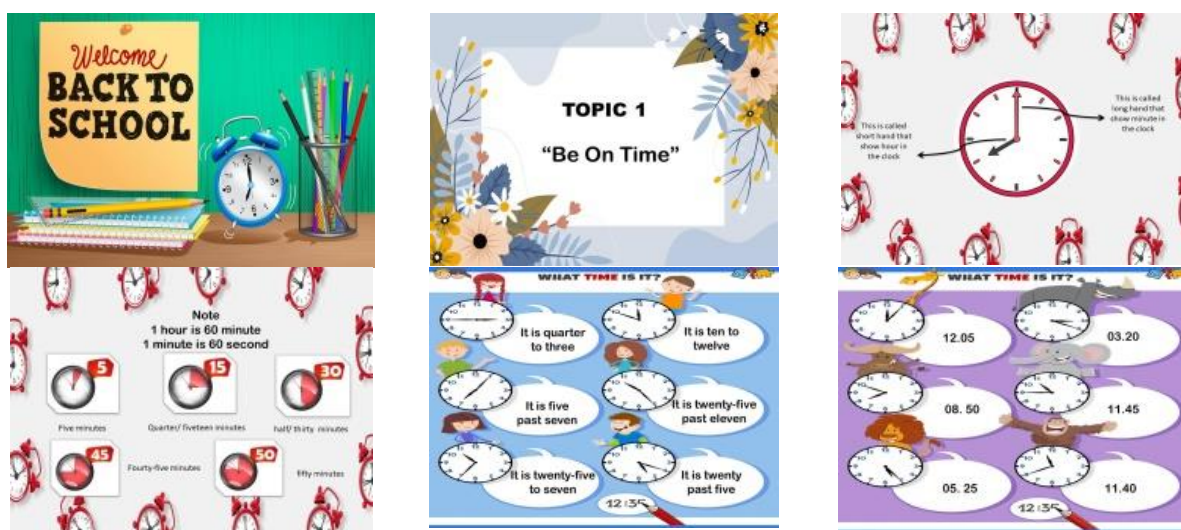 Welcome
BACK TO
SCHOOL
TOPIC 1
“Be On Time”
This is called
short hand that
show hour in
the clock
This is called
long hand that
show minute in
the clock
Note
1 hour is 60 minute
1 minute is 60 second
5
15
30
Five minutes
Quarter/ fiveteen minutes
half/ thirty minutes
45
Fourty-five minutes
50
fifty minutes
WHAT TIME IS IT?
It is quarter
to three
It is ten to
twelve
It is five
past seven
It is twenty-five
past eleven
It is twenty-five
to seven
It is twenty
past five
12:35
WHAT TIME IS IT?
12.05
03.20
08. 50
11.45
05. 25
11.40
12:35